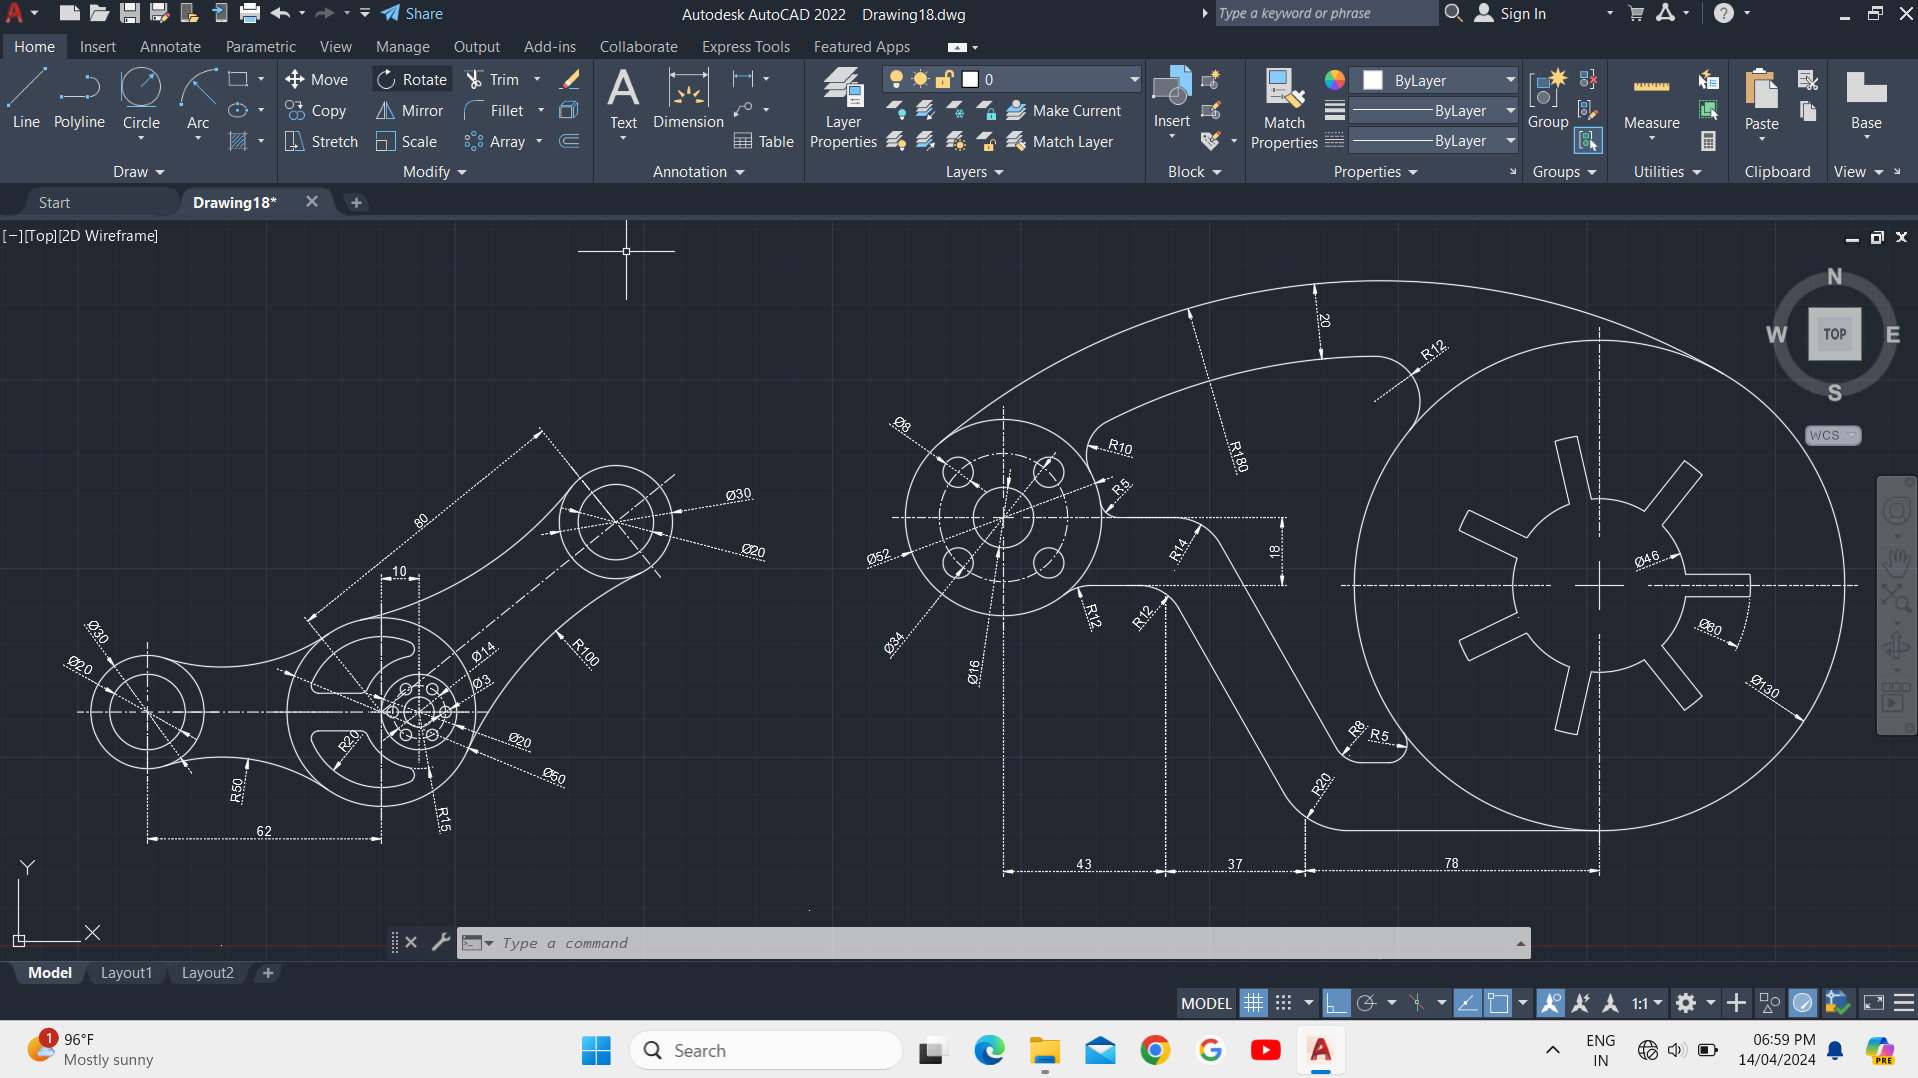 Share
Autodesk AutoCAD 2022 Drawing18.dwg
Type a keyword or phrase
Sign In
Home Insert Annotate Parametric View Manage Output Add-ins Collaborate Express Tools Featured Apps
Line Polyline Circle Arc
Move Rotate Trim
Copy Mirror Fillet
Stretch Scale Array
Text Dimension Table
Layer Properties
0
Make Current
Match Layer
Insert
Match Properties
ByLayer
ByLayer
ByLayer
Group
Measure
Paste
Base
Draw Modify Annotation Layers Block Properties Groups Utilities Clipboard View
Start Drawing18*
[−][Top][2D Wireframe]
N
W TOP E
S
WCS
20
R12
Ø8
R10
R180
R5
80
Ø30
Ø20
Ø52
R14
18
Ø46
10
Ø30
Ø20
Ø14
R100
Ø3
Ø34
Ø16
R12
R12
Ø80
Ø130
R20
Ø20
Ø50
R8
R5
R50
R15
R20
62
43
37
78
Y
X
Type a command
Model Layout1 Layout2
MODEL
1:1
1
96°F
Mostly sunny
Search
ENG
IN
06:59 PM
14/04/2024
PRE